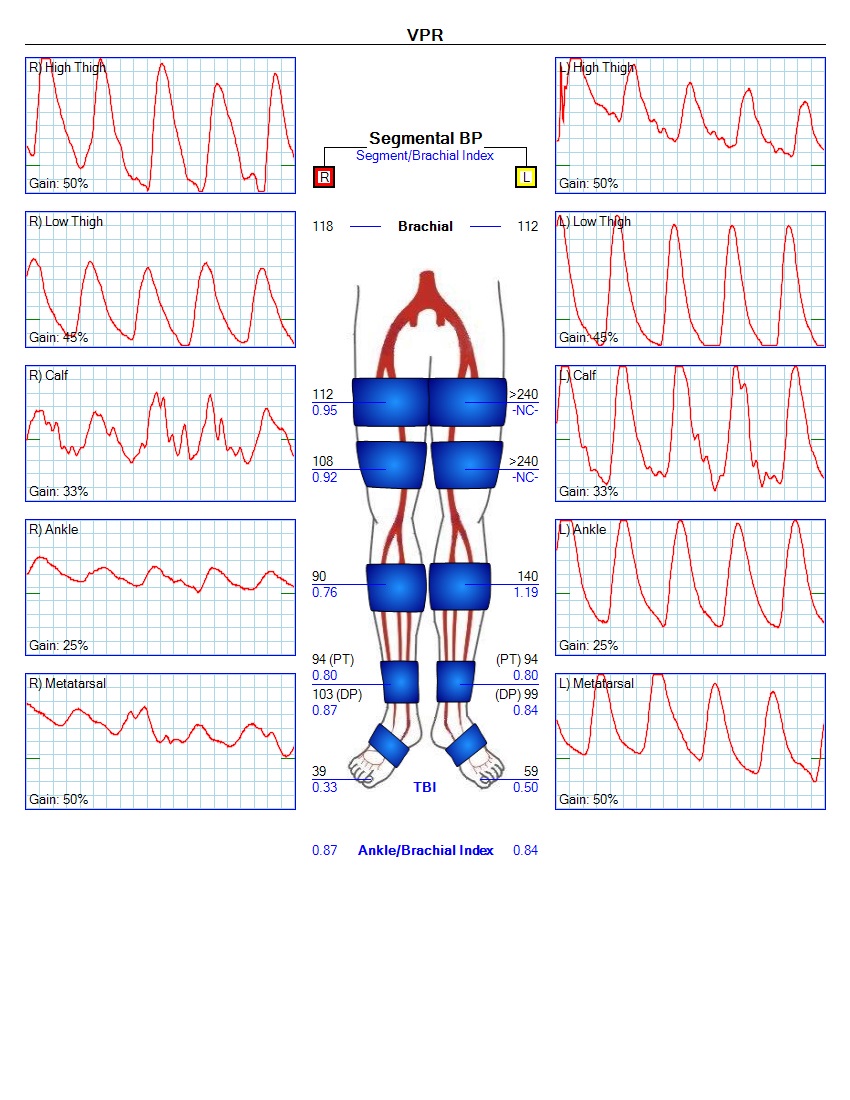 VPR
R) High Thigh
Gain: 50%
L) High Thigh
Gain: 50%
Segmental BP
Segment/Brachial Index
R
L
118 Brachial 112
R) Low Thigh
Gain: 45%
L) Low Thigh
Gain: 45%
R) Calf
Gain: 33%
112
0.95
>240
-NC-
108
0.92
>240
-NC-
L) Calf
Gain: 33%
R) Ankle
Gain: 25%
90
0.76
140
1.19
L) Ankle
Gain: 25%
94 (PT)
0.80
103 (DP)
0.87
(PT) 94
0.80
(DP) 99
0.84
R) Metatarsal
Gain: 50%
39
0.33
TBI
59
0.50
L) Metatarsal
Gain: 50%
0.87 Ankle/Brachial Index 0.84